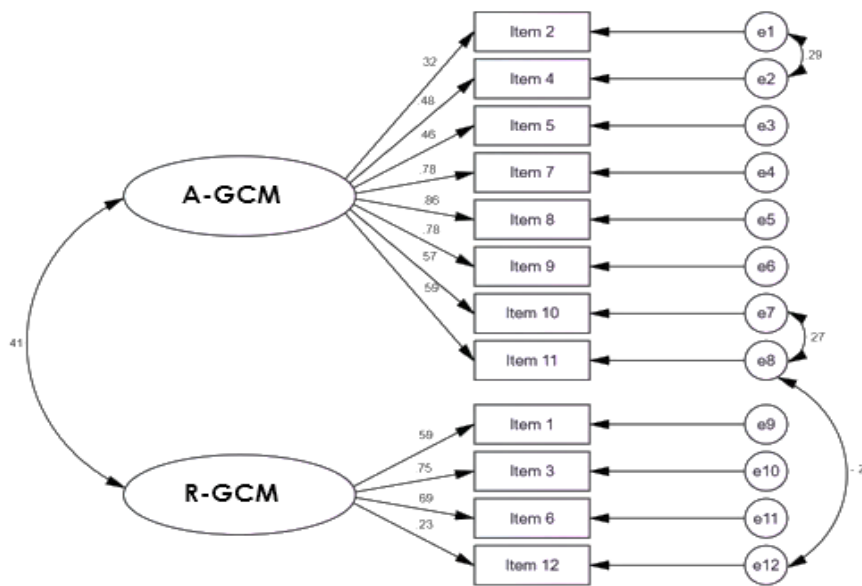 Item 2
e1
.29
32
Item 4
e2
.48
Item 5
e3
46
Item 7
e4
.78
A-GCM
Item 8
e5
.86
.78
Item 9
e6
57
Item 10
e7
.59
27
Item 11
e8
41
Item 1
e9
59
Item 3
e10
.75
- 2
R-GCM
69
Item 6
e11
.23
Item 12
e12